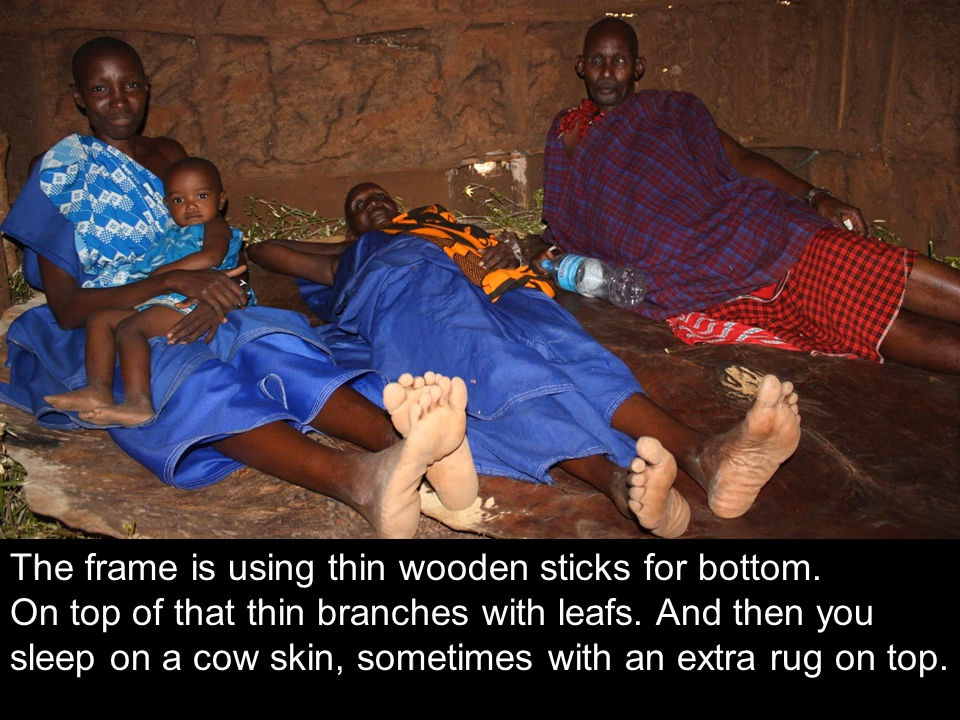 The frame is using thin wooden sticks for bottom.
On top of that thin branches with leafs. And then you
sleep on a cow skin, sometimes with an extra rug on top.